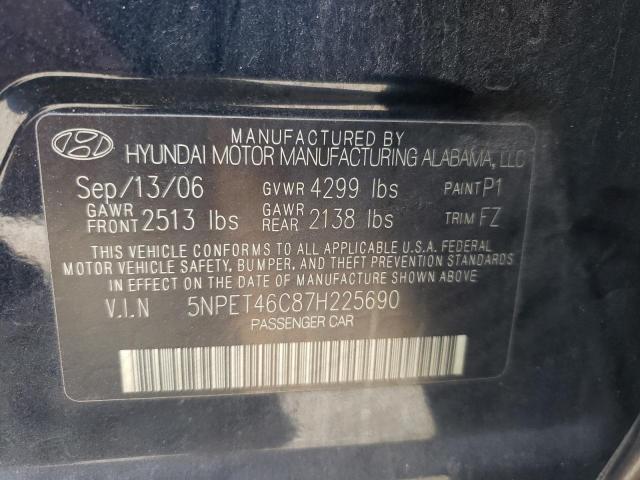 MANUFACTURED BY
HYUNDAI MOTOR MANUFACTURING ALABAMA, LLC
Sep/13/06 GVWR 4299 lbs PAINT P1
GAWR FRONT 2513 lbs GAWR REAR 2138 lbs TRIM FZ
THIS VEHICLE CONFORMS TO ALL APPLICABLE U.S.A. FEDERAL
MOTOR VEHICLE SAFETY, BUMPER, AND THEFT PREVENTION STANDARDS
IN EFFECT ON THE DATE OF MANUFACTURE SHOWN ABOVE.
V.I.N 5NPET46C87H225690
PASSENGER CAR